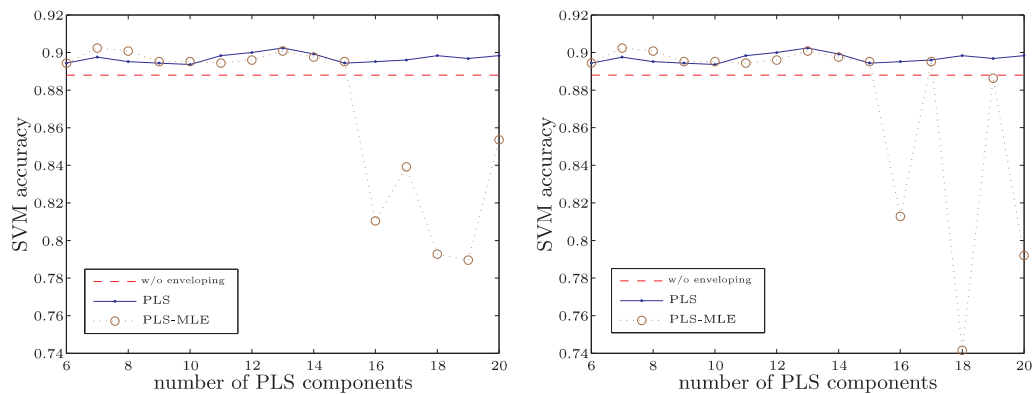 0.92
0.9
0.88
0.86
0.84
0.82
0.8
0.78
0.76
0.74
SVM accuracy
w/o enveloping
PLS
PLS-MLE
6 8 10 12 14 16 18 20
number of PLS components
0.92
0.9
0.88
0.86
0.84
0.82
0.8
0.78
0.76
0.74
SVM accuracy
w/o enveloping
PLS
PLS-MLE
6 8 10 12 14 16 18 20
number of PLS components